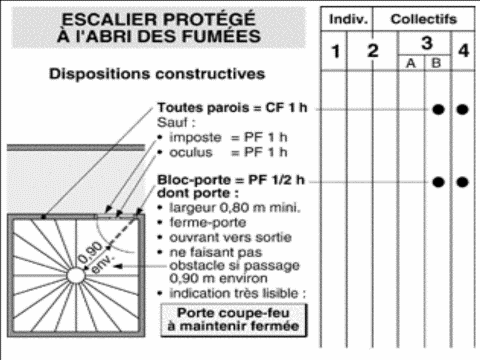 ESCALIER PROTÉGÉ
À l'ABRI DES FUMÉES
Dispositions constructives
Indiv. Collectifs
1 2 3 4
A B
Toutes parois = CF 1 h
Sauf :
• imposte = PF 1 h
• oculus = PF 1 h
Bloc-porte = PF 1/2 h
dont porte :
• largeur 0,80 m mini.
• ferme-porte
• ouvrant vers sortie
• ne faisant pas
obstacle si passage
0,90 m environ
• indication très lisible :
Porte coupe-feu
à maintenir fermée
0,90
env.